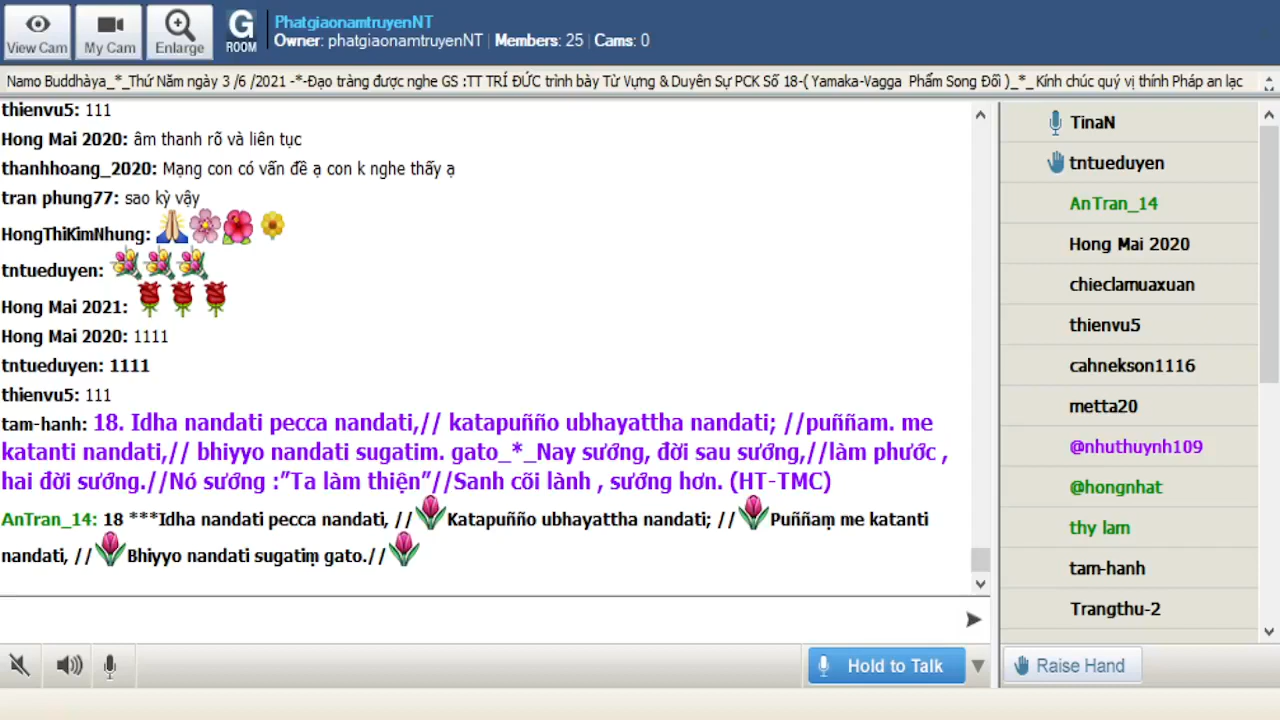 View Cam
My Cam
Enlarge
G
ROOM
PhatgiaonamtruyenNT
Owner: phatgiaonamtruyenNT | Members: 25 | Cams: 0
Namo Buddhàya_*_Thứ Năm ngày 3 /6 /2021 -*-Đạo tràng được nghe GS :TT TRÍ ĐỨC trình bày Từ Vựng & Duyên Sự PCK Số 18-( Yamaka-Vagga Phẩm Song Đối )_*_ Kính chúc quý vị thính Pháp an lạc
thienvu5: 111
Hong Mai 2020: âm thanh rõ và liên tục
thanhhoang_2020: Mạng con có vấn đề ạ con k nghe thấy ạ
tran phung77: sao kỳ vậy
HongThiKimNhung:
tntueduyen:
Hong Mai 2021:
Hong Mai 2020: 1111
tntueduyen: 1111
thienvu5: 111
tam-hanh: 18. Idha nandati pecca nandati,// katapuñño ubhayattha nandati; //puññam. me
katanti nandati,// bhiyyo nandati sugatim. gato_*_Nay sướng, đời sau sướng,//làm phước ,
hai đời sướng.//Nó sướng :”Ta làm thiện”//Sanh cõi lành , sướng hơn. (HT-TMC)
AnTran_14: 18 ***Idha nandati pecca nandati, // Katapuñño ubhayattha nandati; // Puññaṃ me katanti
nandati, // Bhiyyo nandati sugatiṃ gato.//
TinaN
tntueduyen
AnTran_14
Hong Mai 2020
chieclamuaxuan
thienvu5
cahnekson1116
metta20
@nhuthuynh109
@hongnhat
thy lam
tam-hanh
Trangthu-2
Hold to Talk
Raise Hand